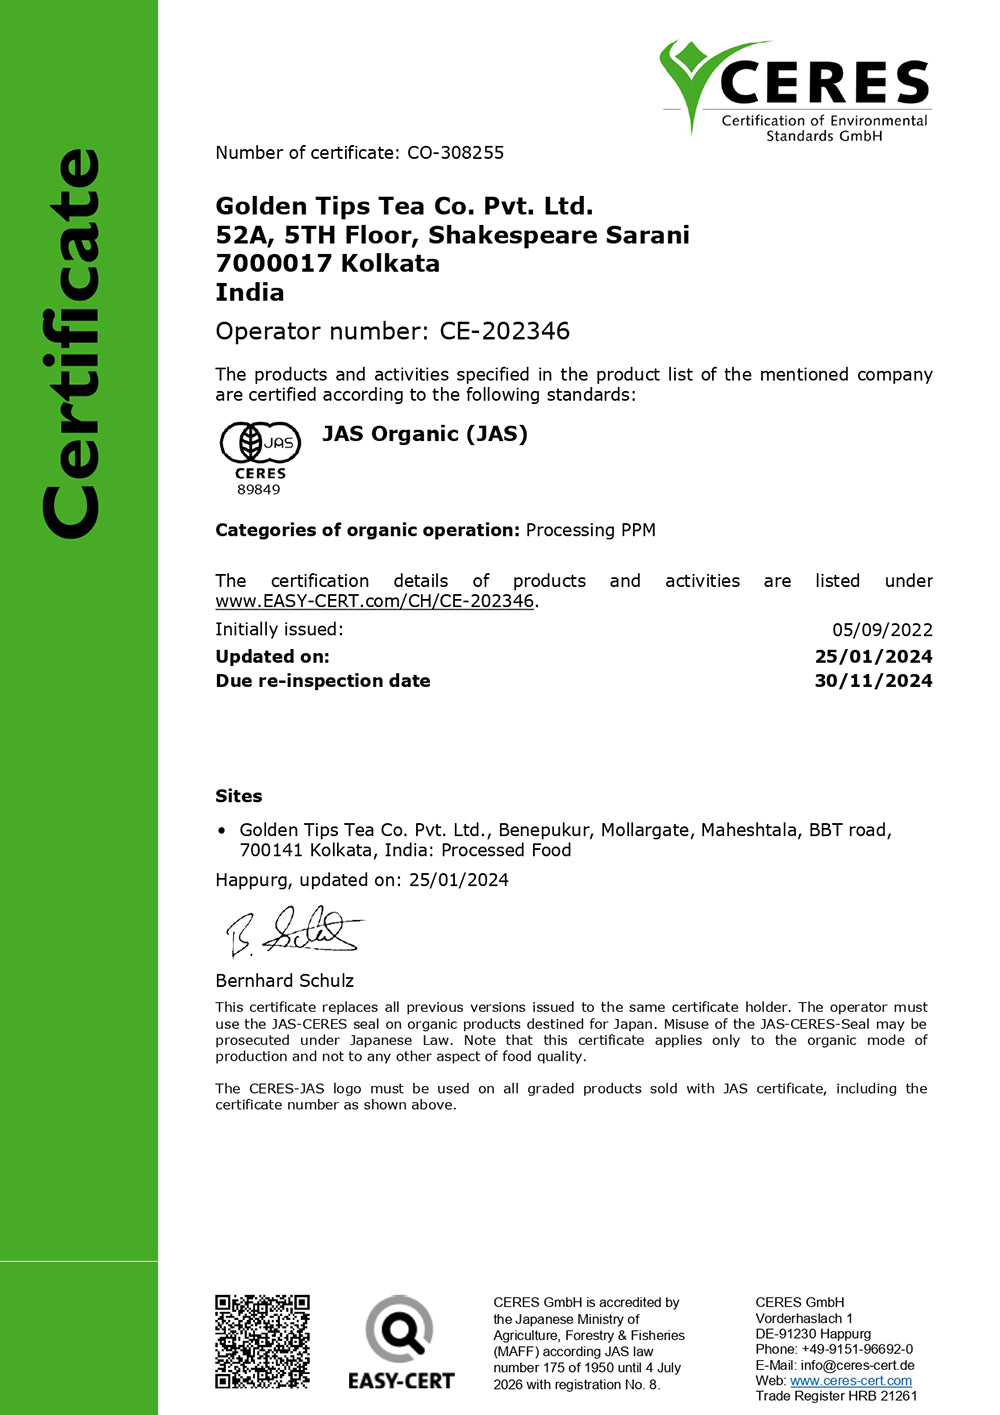 Certificate
CERES
Certification of Environmental
Standards GmbH
Number of certificate: CO-308255
Golden Tips Tea Co. Pvt. Ltd.
52A, 5TH Floor, Shakespeare Sarani
7000017 Kolkata
India
Operator number: CE-202346
The products and activities specified in the product list of the mentioned company
are certified according to the following standards:
JAS
CERES
89849
JAS Organic (JAS)
Categories of organic operation: Processing PPM
The certification details of products and activities are listed under
www.EASY-CERT.com/CH/CE-202346.
Initially issued: 05/09/2022
Updated on: 25/01/2024
Due re-inspection date 30/11/2024
Sites
• Golden Tips Tea Co. Pvt. Ltd., Benepukur, Mollargate, Maheshtala, BBT road,
700141 Kolkata, India: Processed Food
Happurg, updated on: 25/01/2024
B. Schulz
Bernhard Schulz
This certificate replaces all previous versions issued to the same certificate holder. The operator must
use the JAS-CERES seal on organic products destined for Japan. Misuse of the JAS-CERES-Seal may be
prosecuted under Japanese Law. Note that this certificate applies only to the organic mode of
production and not to any other aspect of food quality.
The CERES-JAS logo must be used on all graded products sold with JAS certificate, including the
certificate number as shown above.
EASY-CERT
CERES GmbH is accredited by
the Japanese Ministry of
Agriculture, Forestry & Fisheries
(MAFF) according JAS law
number 175 of 1950 until 4 July
2026 with registration No. 8.
CERES GmbH
Vorderhaslach 1
DE-91230 Happurg
Phone: +49-9151-96692-0
E-Mail: info@ceres-cert.de
Web: www.ceres-cert.com
Trade Register HRB 21261